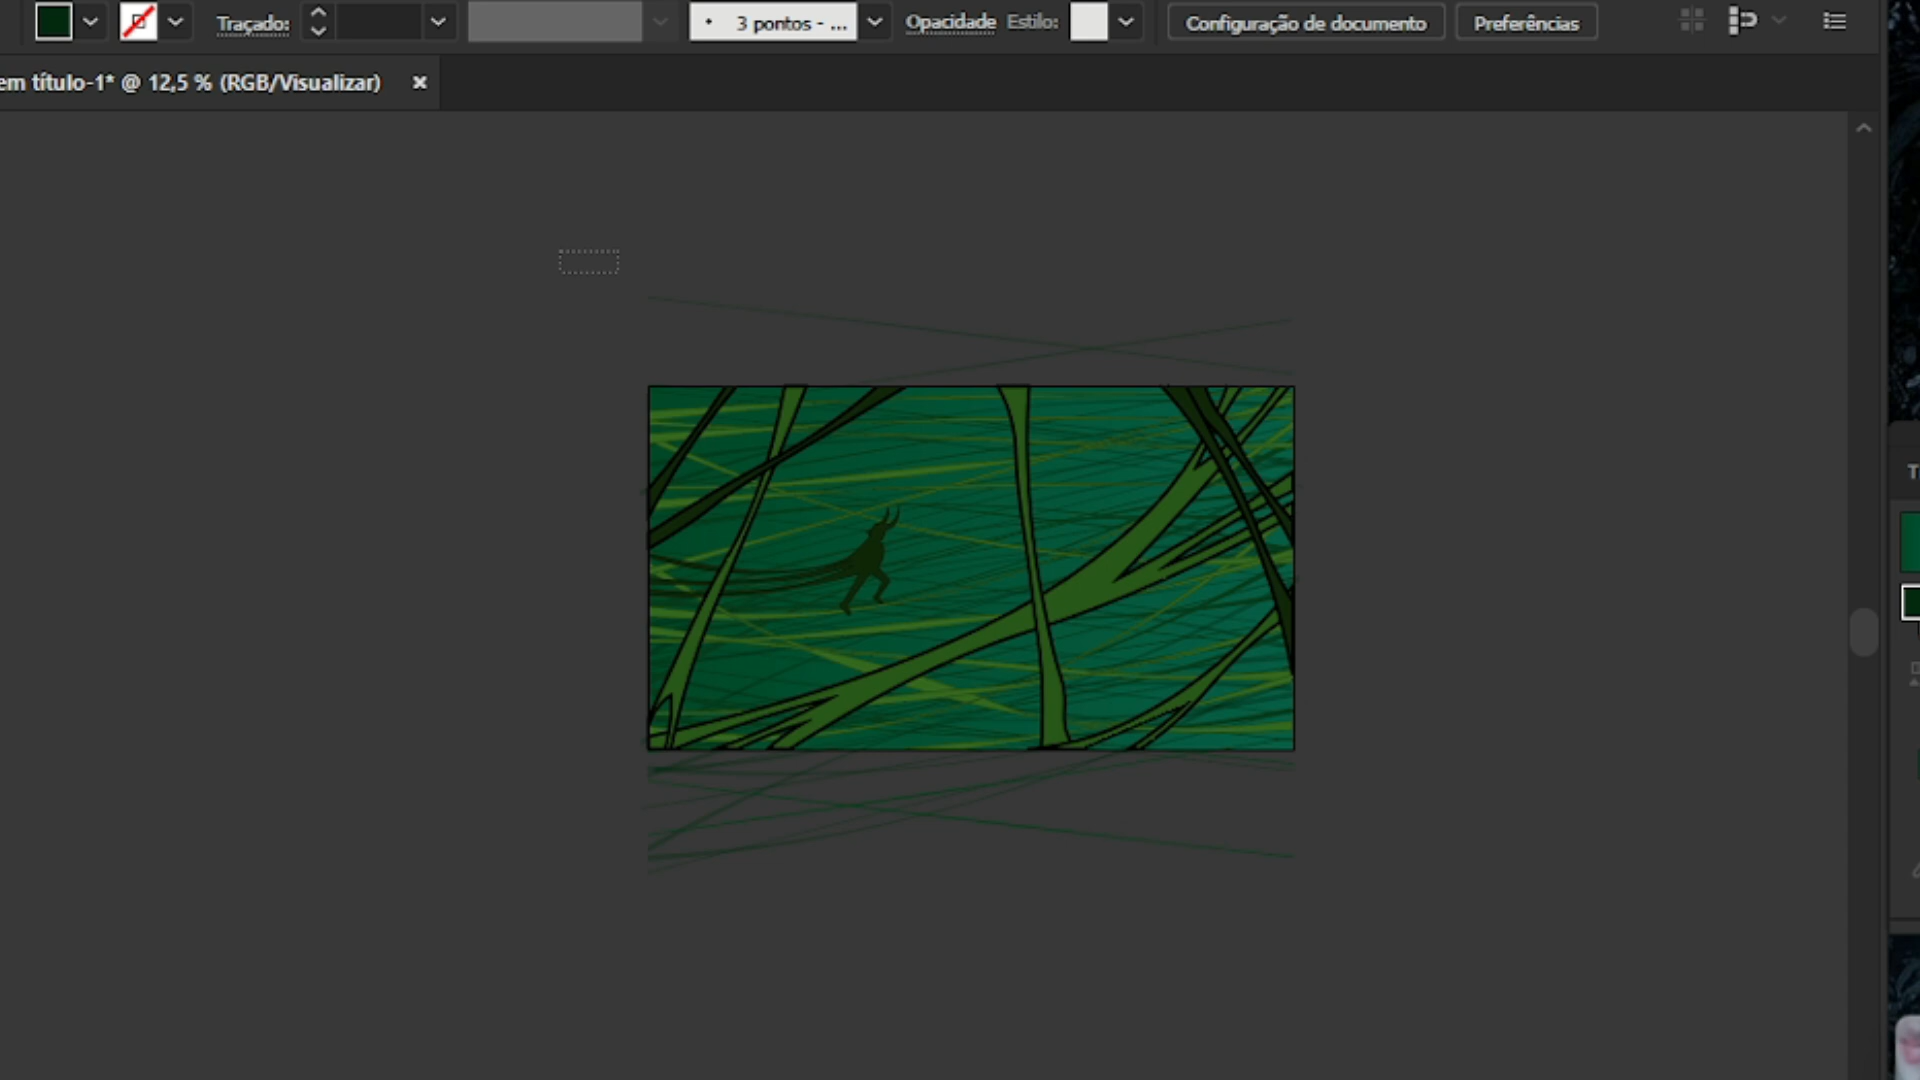 Traçado:
3 pontos - ...
Opacidade
Estilo:
Configuração de documento
Preferências
em título-1* @ 12,5 % (RGB/Visualizar)